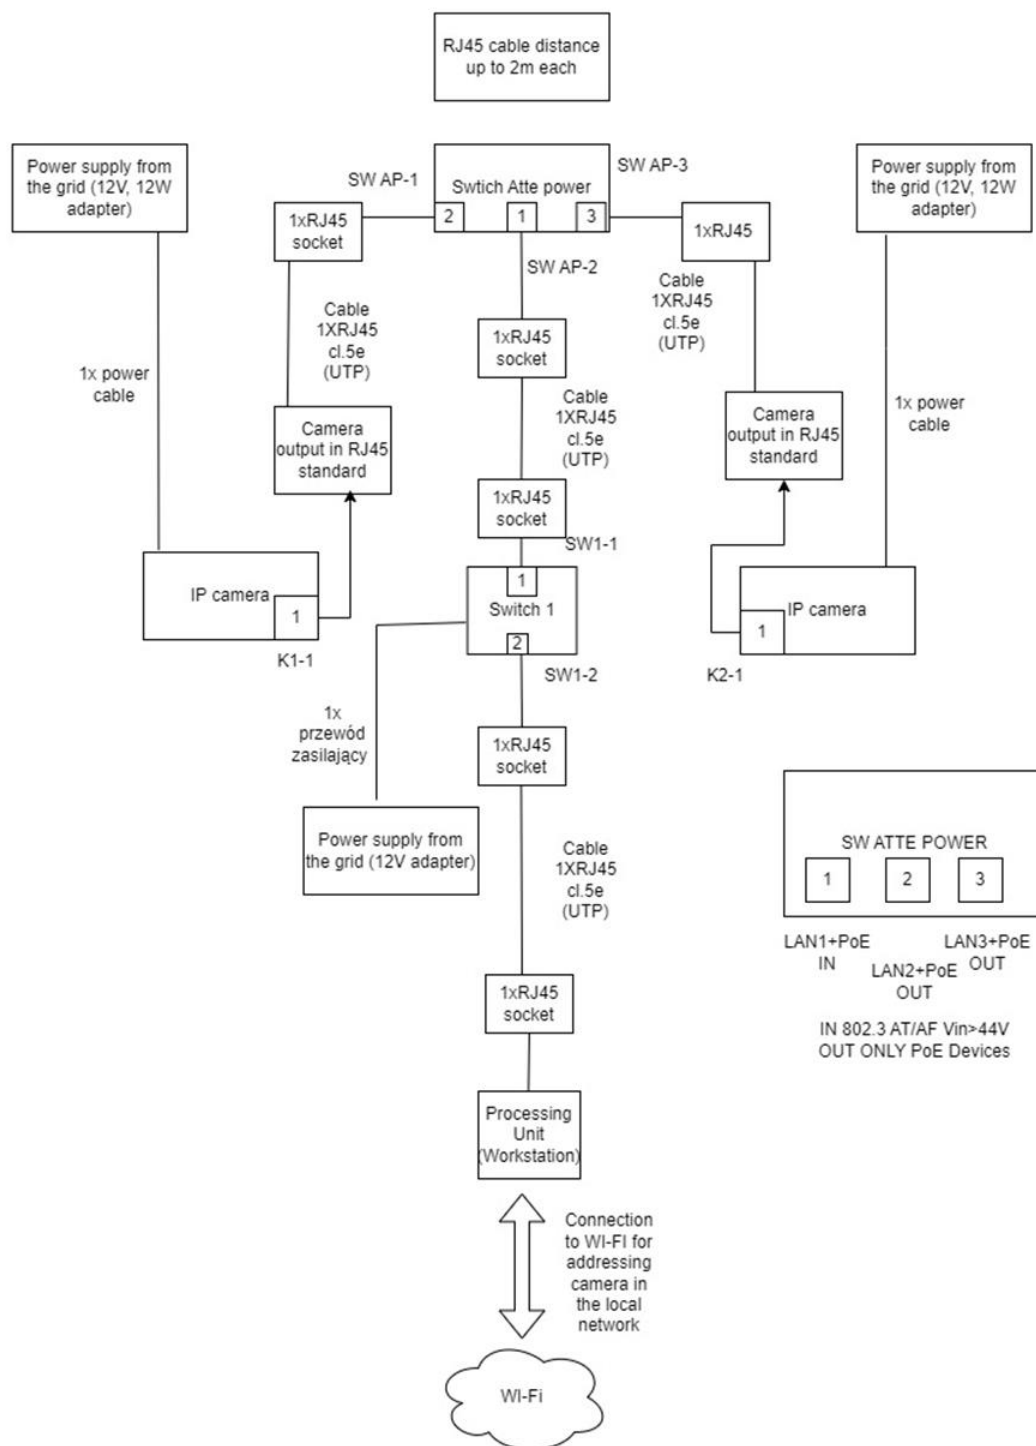 RJ45 cable distance
up to 2m each
Power supply from
the grid (12V, 12W
adapter)
SW AP-1
Swtich Atte power
2
1
3
SW AP-3
Power supply from
the grid (12V, 12W
adapter)
1xRJ45
socket
1xRJ45
SW AP-2
Cable
1XRJ45
cl.5e
(UTP)
1xRJ45
socket
Cable
1XRJ45
cl.5e
(UTP)
1x power
cable
Camera
output in RJ45
standard
Cable
1XRJ45
cl.5e
(UTP)
Camera
output in RJ45
standard
1x power
cable
1xRJ45
socket
SW1-1
IP camera
1
K1-1
1
Switch 1
2
SW1-2
IP camera
1
K2-1
1x
przewód
zasilający
1xRJ45
socket
Power supply from
the grid (12V adapter)
Cable
1XRJ45
cl.5e
(UTP)
SW ATTE POWER
1
2
3
LAN1+PoE
IN
LAN2+PoE
OUT
LAN3+PoE
OUT
IN 802.3 AT/AF Vin>44V
OUT ONLY PoE Devices
1xRJ45
socket
Processing
Unit
(Workstation)
Connection
to WI-FI for
addressing
camera in
the local
network
WI-Fi